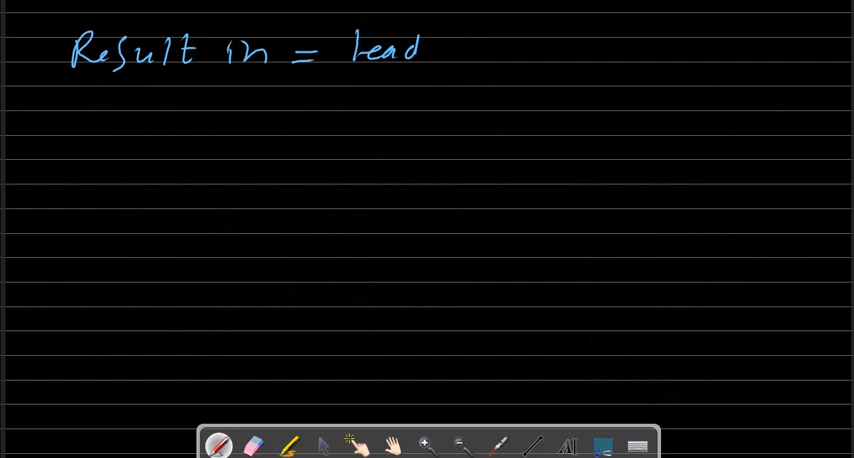 Result in = Lead